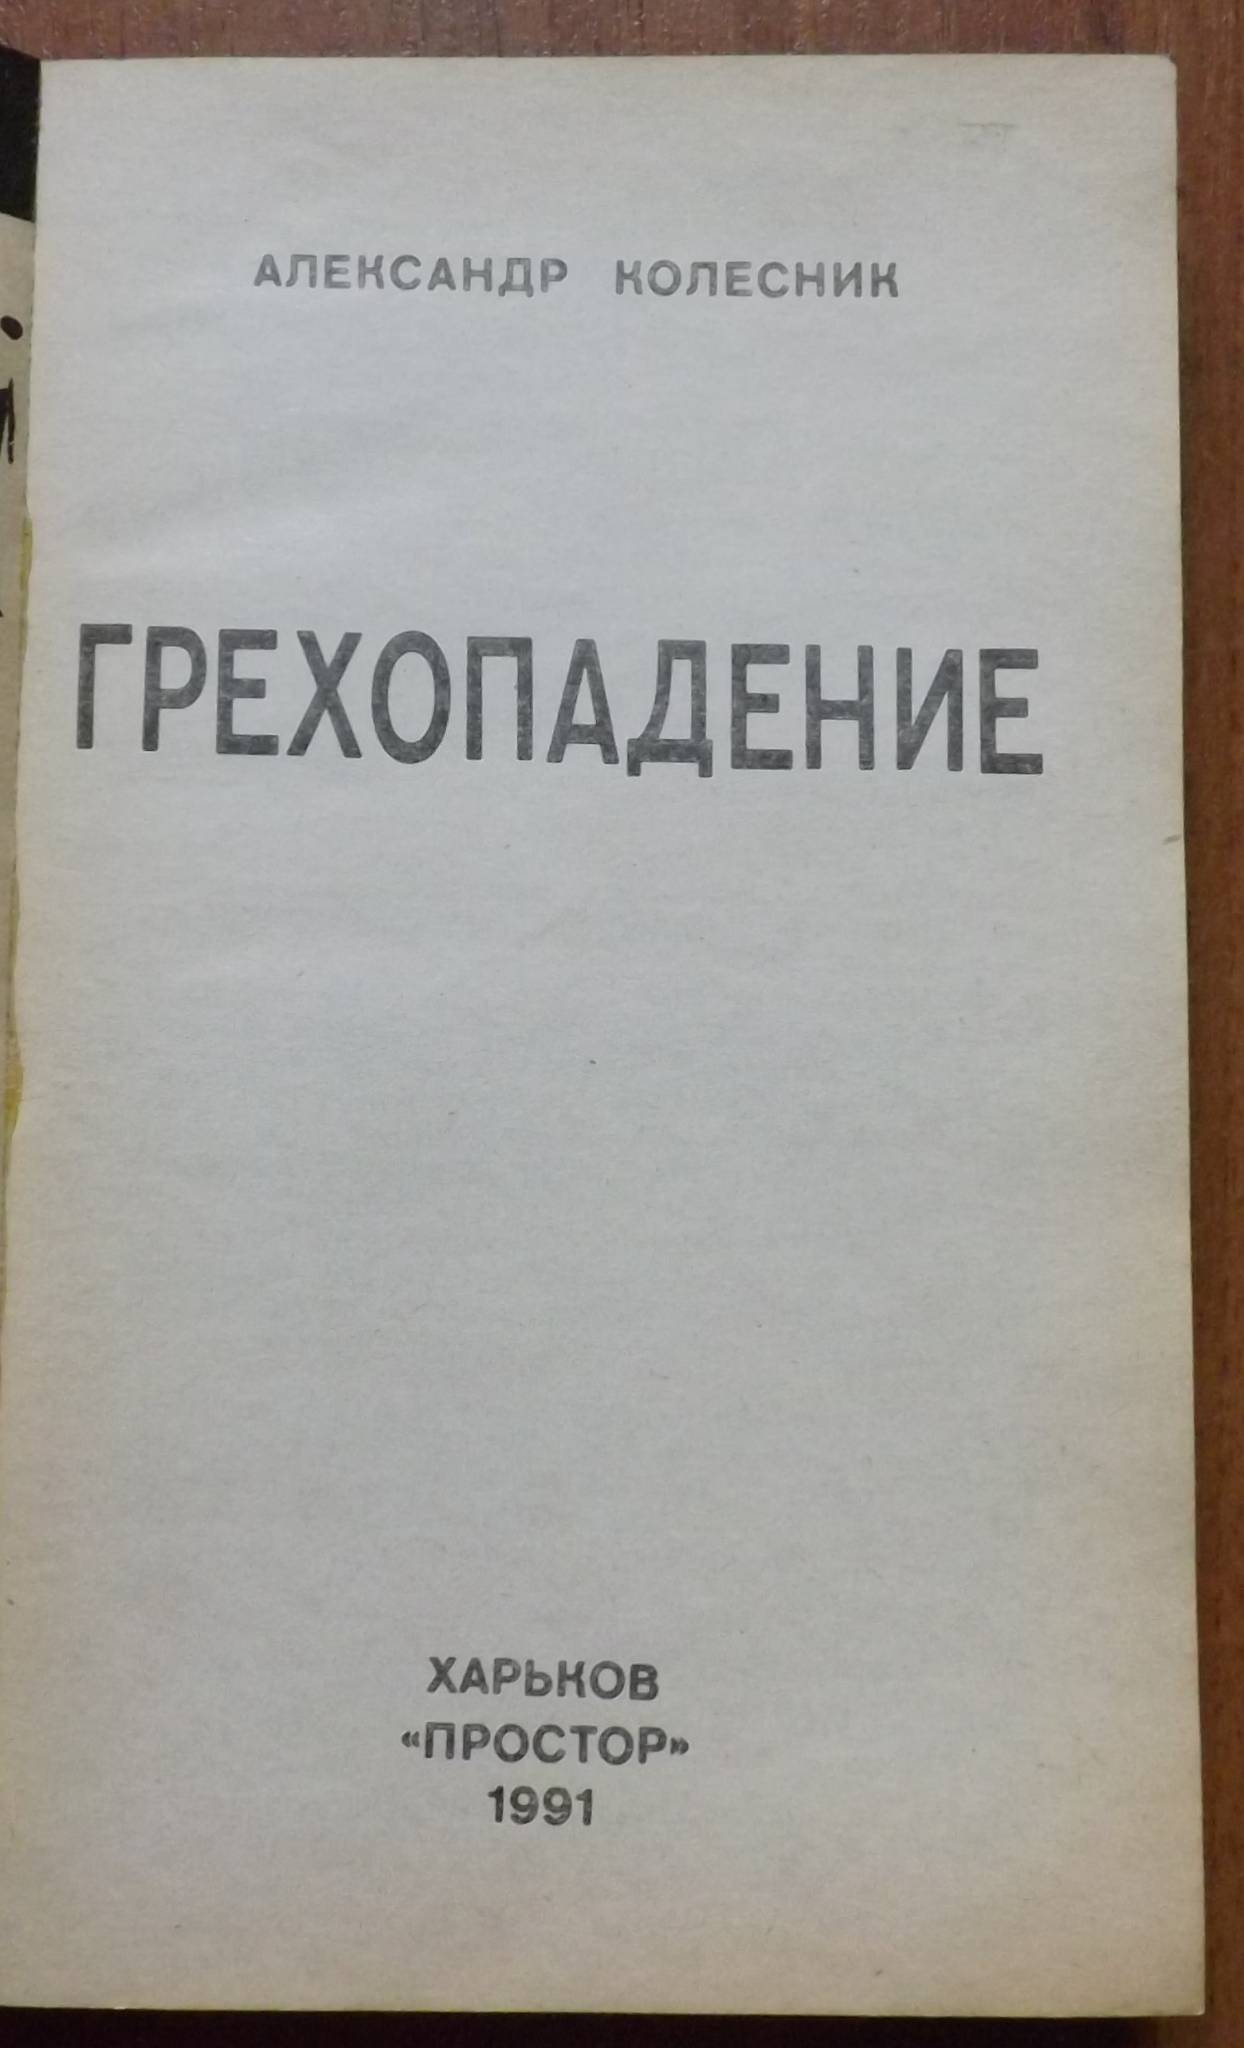 АЛЕКСАНДР КОЛЕСНИК
ГРЕХОПАДЕНИЕ
ХАРЬКОВ
«ПРОСТОР»
1991